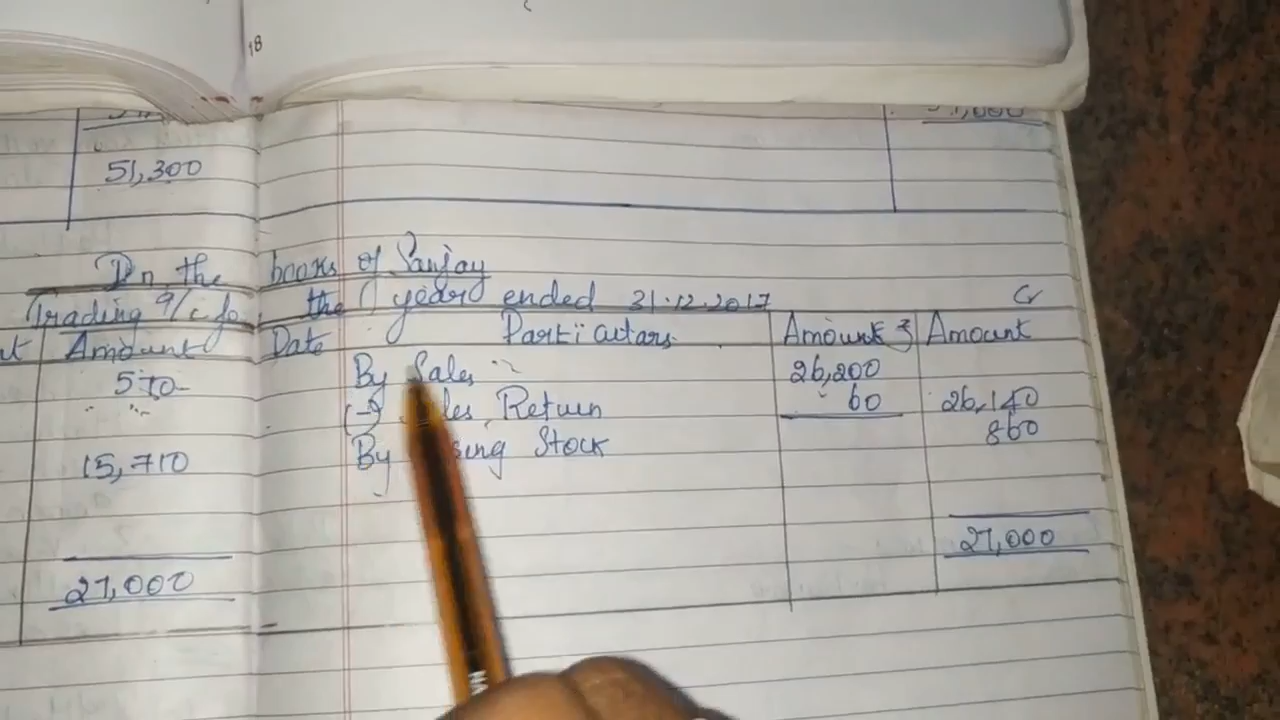 18
51,300
In the books of Sanjay
Trading a/c for the year ended 31.12.2017 Cr
Amount Date Particulars Amount ₹ Amount
570 By Sales 26,200
(-) Sales Return 60 26,140
15,710 By Stock 860
27,000 27,000